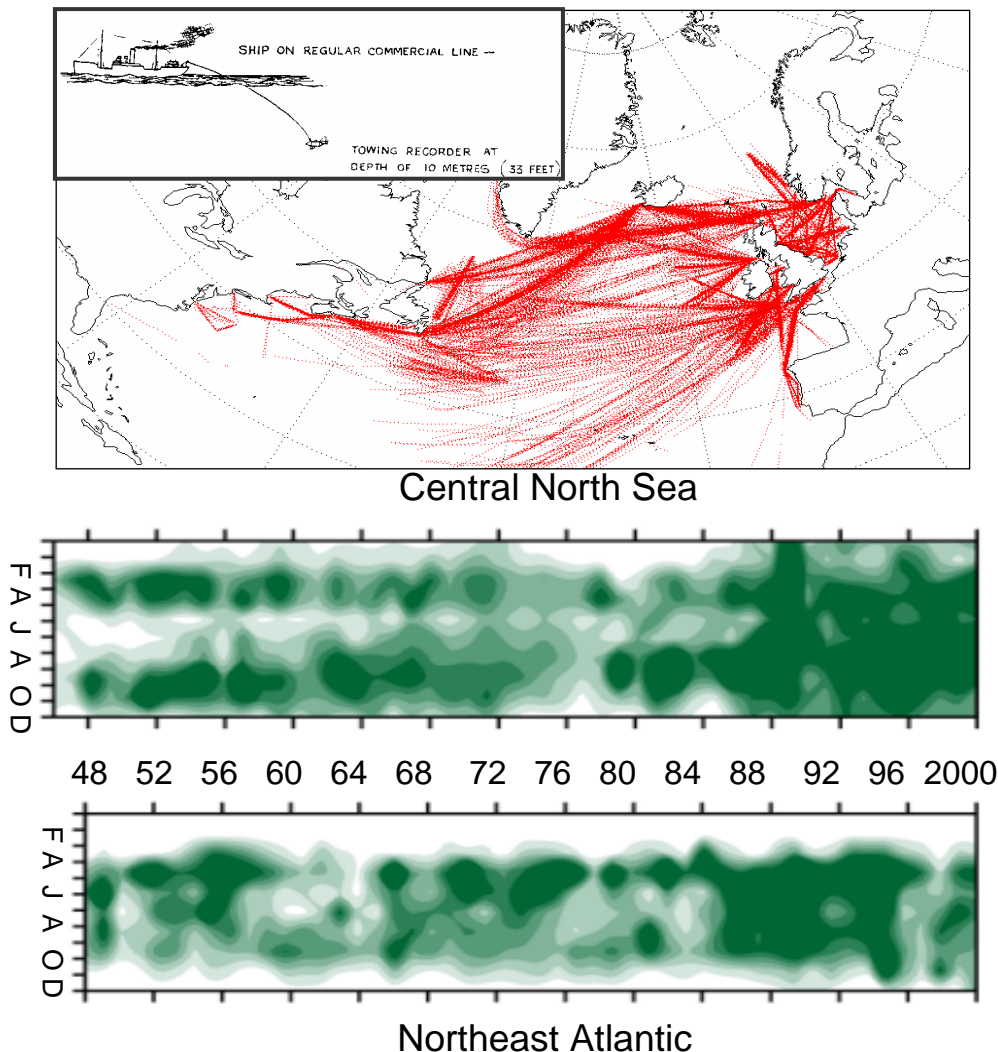 SHIP ON REGULAR COMMERCIAL LINE —
TOWING RECORDER AT
DEPTH OF 10 METRES (33 FEET)
Central North Sea
F A J A O D
48 52 56 60 64 68 72 76 80 84 88 92 96 2000
F A J A O D
Northeast Atlantic